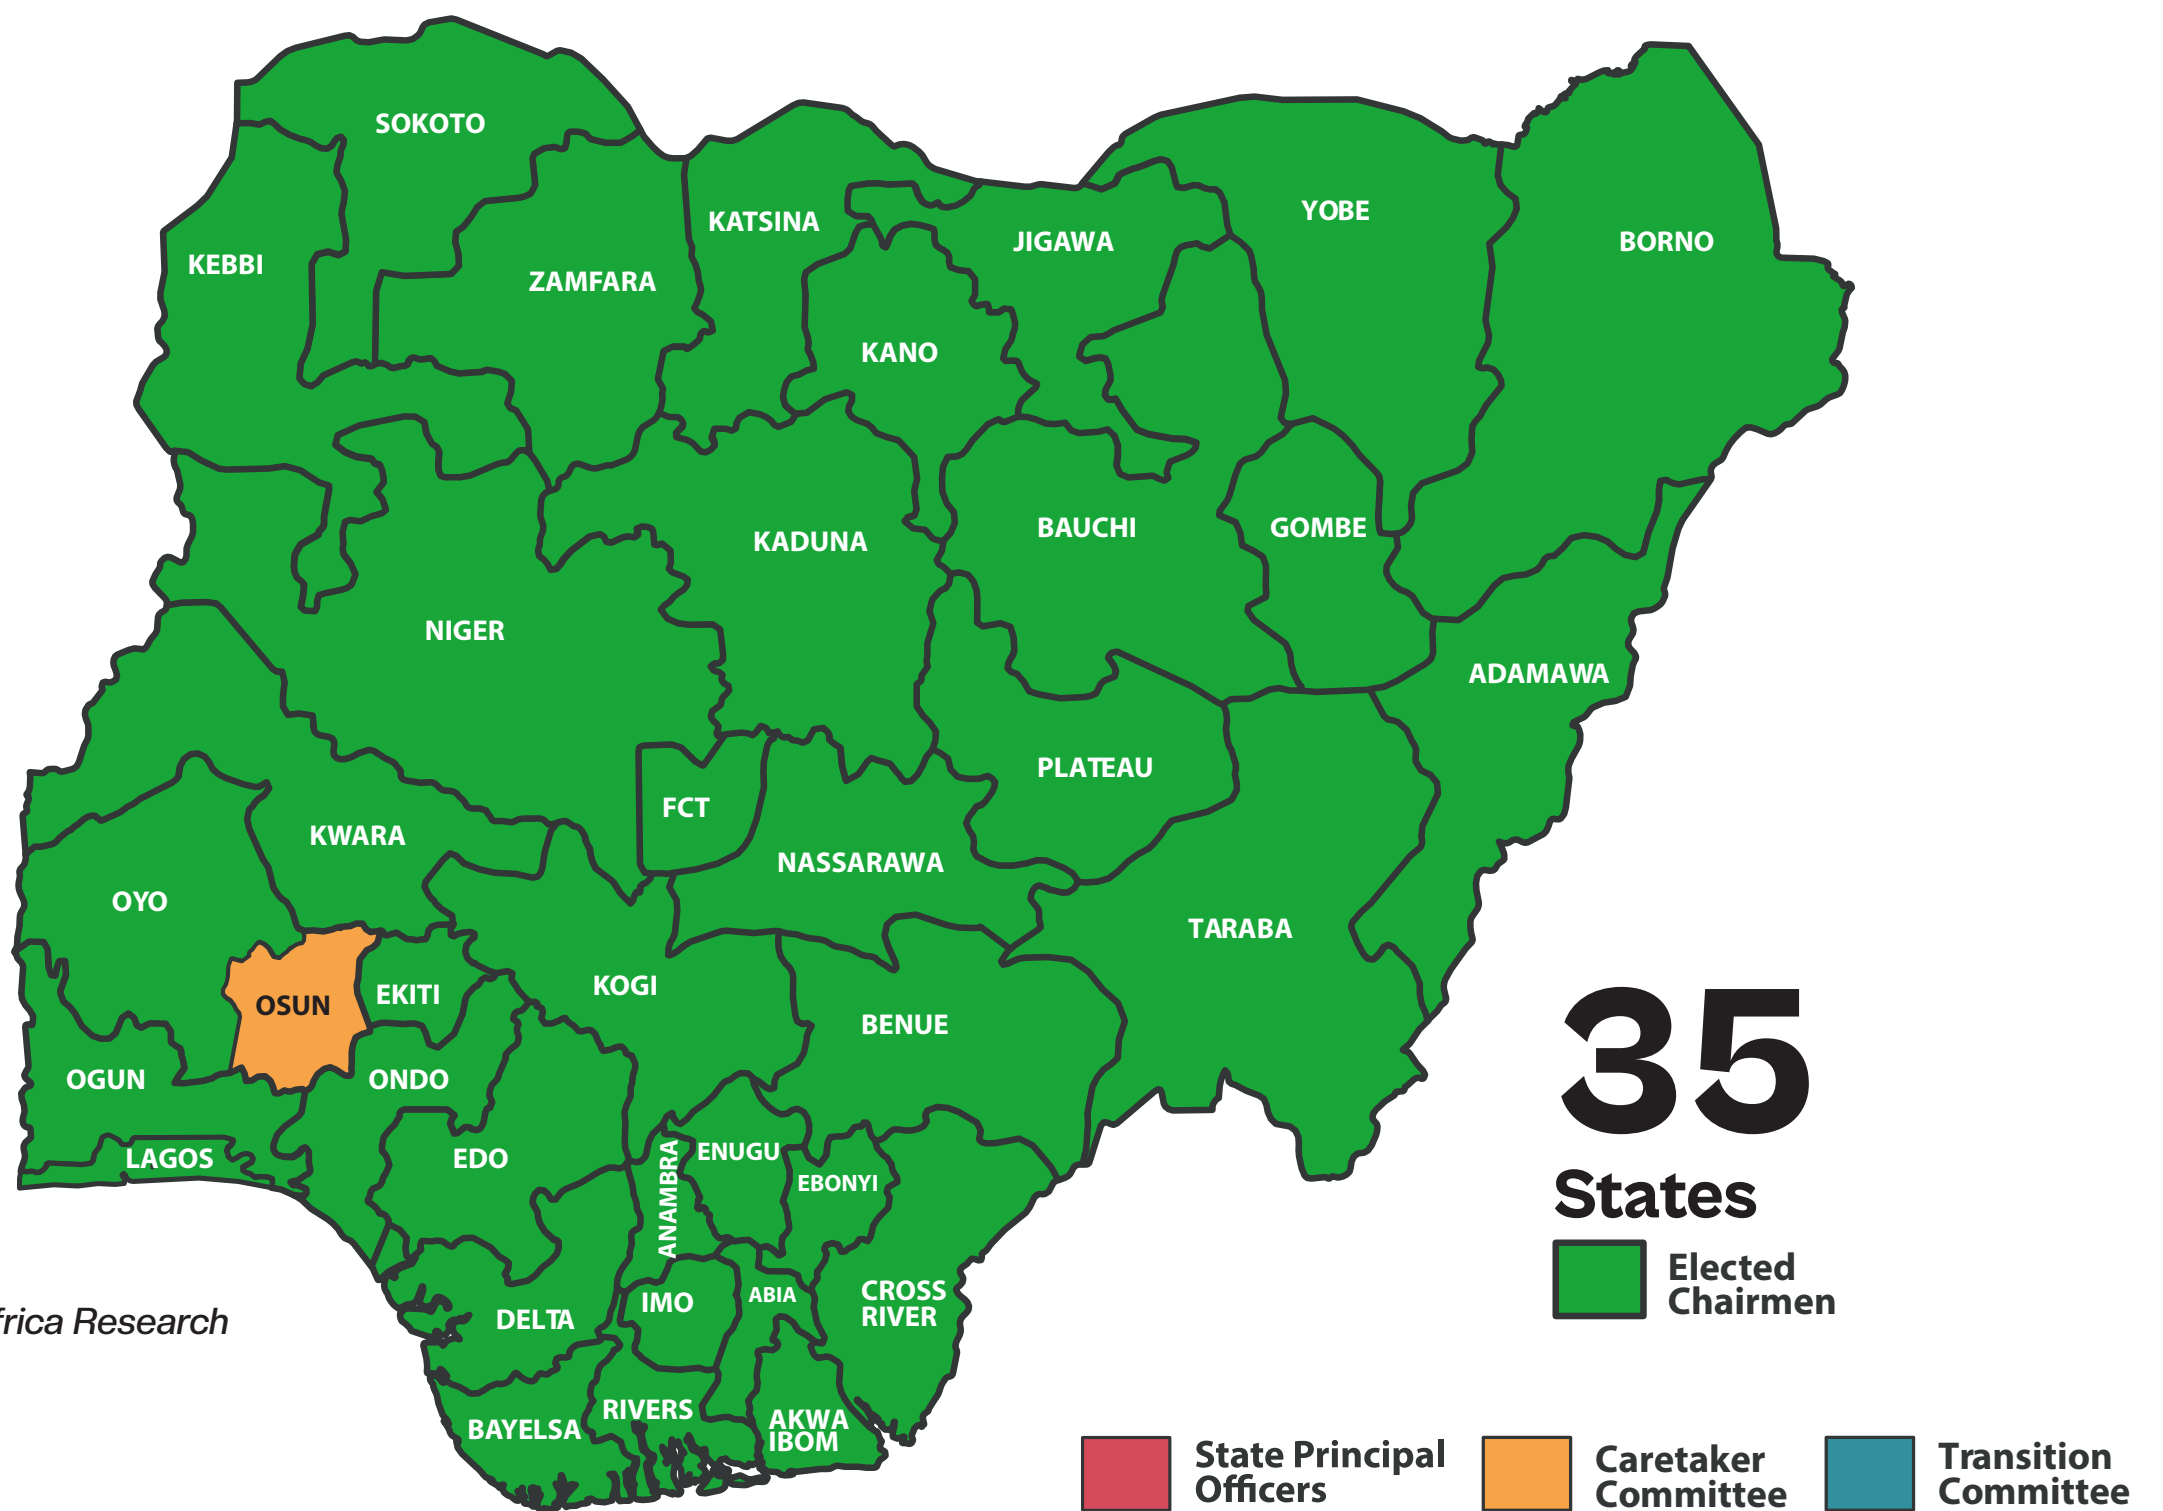 SOKOTO
KATSINA
YOBE
JIGAWA
BORNO
KEBBI
ZAMFARA
KANO
KADUNA
BAUCHI
GOMBE
NIGER
ADAMAWA
PLATEAU
FCT
KWARA
NASSARAWA
OYO
TARABA
OSUN
EKITI
KOGI
BENUE
OGUN
ONDO
LAGOS
EDO
ANAMBRA
ENUGU
EBONYI
CROSS
RIVER
IMO
ABIA
DELTA
RIVERS
BAYELSA
AKWA
IBOM
35
States
Elected
Chairmen
Research
State Principal
Officers
Caretaker
Committee
Transition
Committee